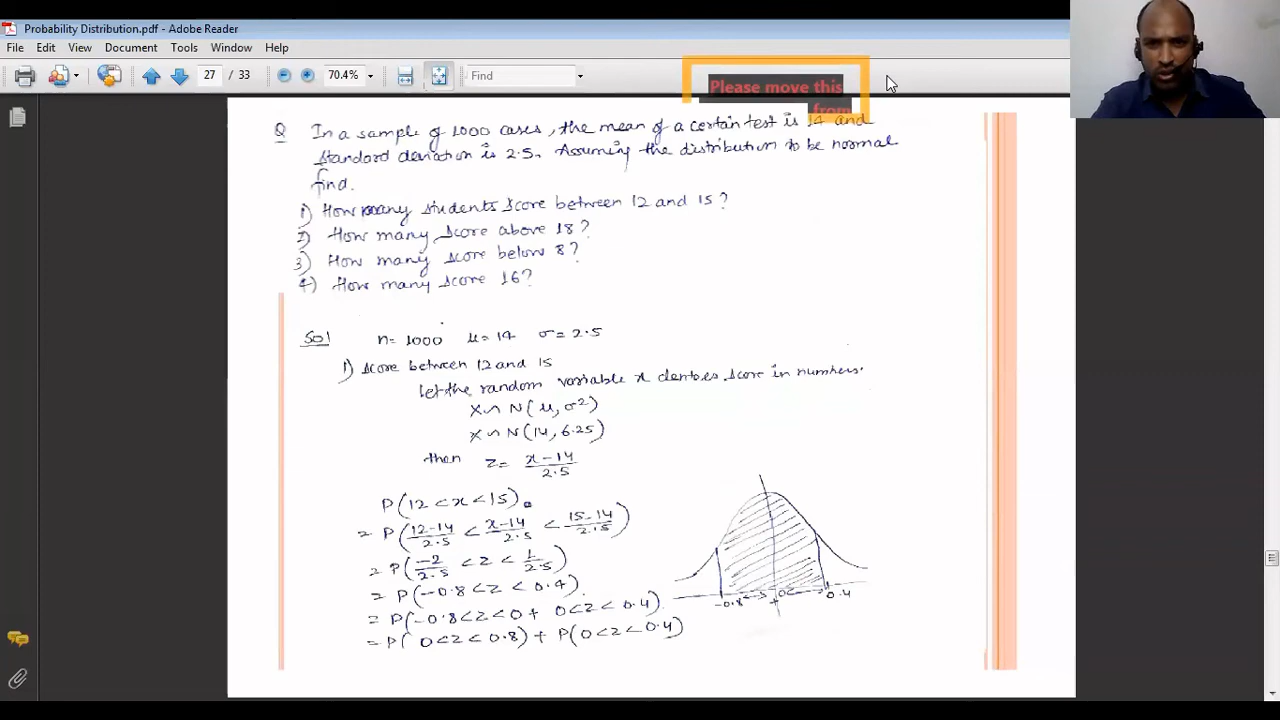 Probability Distribution.pdf - Adobe Reader
File Edit View Document Tools Window Help
27 / 33 70.4% Find
Please move this
from
Q In a sample of 1000 cases, the mean of a certain test is 14 and
Standard deviation is 2.5. Assuming the distribution to be normal
find.
1) How many students score between 12 and 15?
2) How many score above 18?
3) How many score below 8?
4) How many score 16?
Sol n= 1000 μ= 14 σ= 2.5
1) score between 12 and 15
Let the random variable x denotes score in numbers.
X ~ N(μ, σ²)
X ~ N(14, 6.25)
then z = x-14/2.5
P(12 < x < 15).
= P(12-14/2.5 < x-14/2.5 < 15-14/2.5)
= P(-2/2.5 < z < 1/2.5)
= P(-0.8 < z < 0.4).
= P(-0.8 < z < 0 + 0 < z < 0.4)
= P(0 < z < 0.8) + P(0 < z < 0.4)
-0.8 0 0.4
+